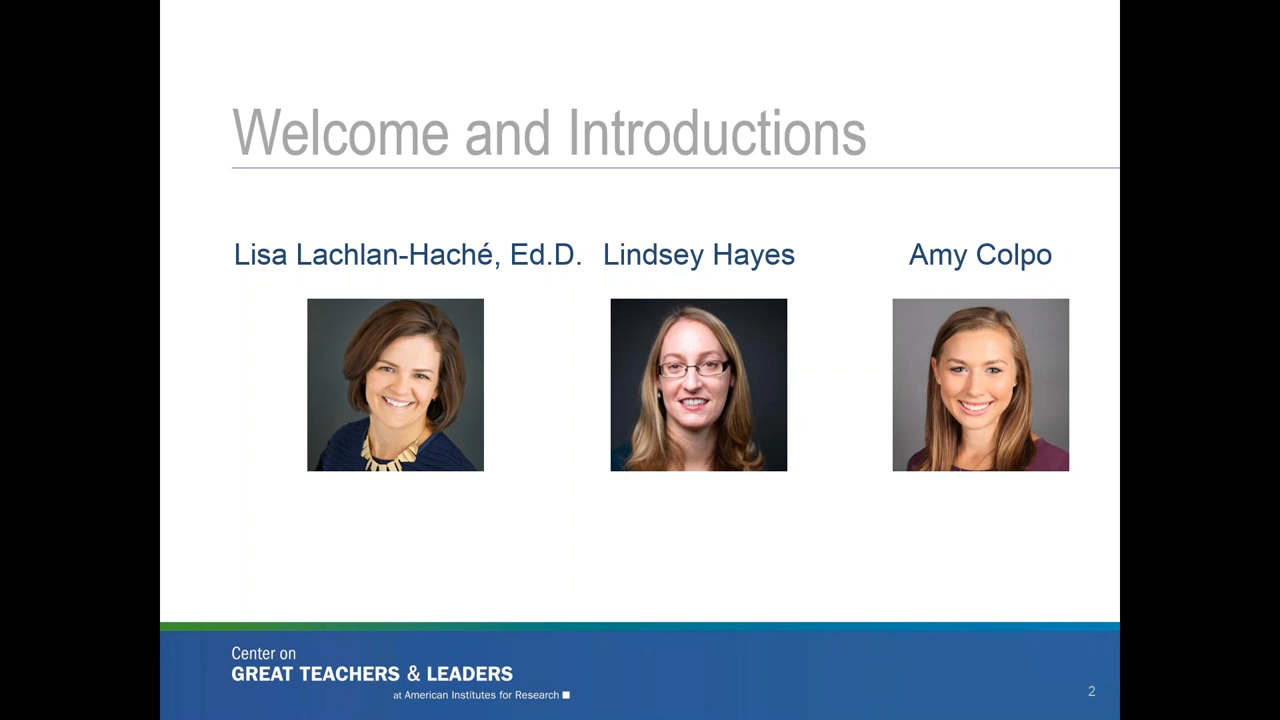 Welcome and Introductions
Lisa Lachlan-Haché, Ed.D. Lindsey Hayes Amy Colpo
Center on
GREAT TEACHERS & LEADERS
at American Institutes for Research
2